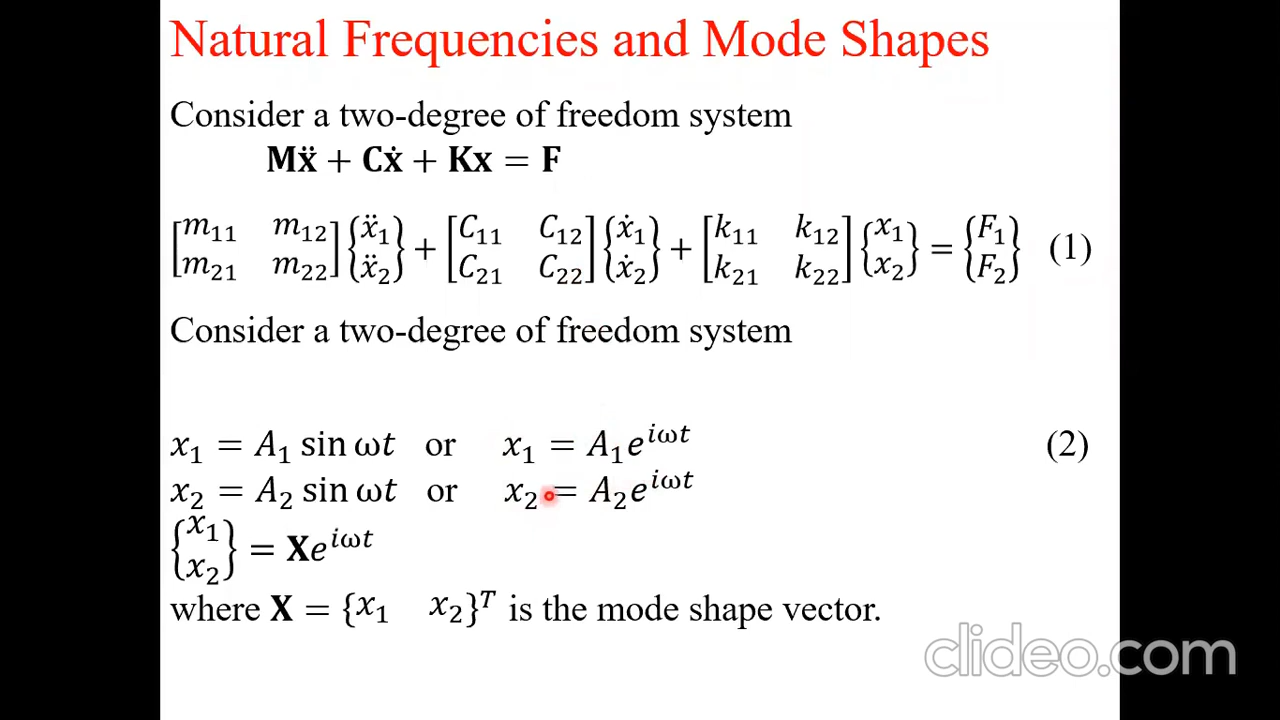 Natural Frequencies and Mode Shapes
Consider a two-degree of freedom system
𝐌ẍ + 𝐂ẋ + 𝐊𝐱 = 𝐅
[m₁₁ m₁₂; m₂₁ m₂₂]{ẍ₁; ẍ₂} + [C₁₁ C₁₂; C₂₁ C₂₂]{ẋ₁; ẋ₂} + [k₁₁ k₁₂; k₂₁ k₂₂]{x₁; x₂} = {F₁; F₂} (1)
Consider a two-degree of freedom system
x₁ = A₁ sin ωt or x₁ = A₁e^{iωt} (2)
x₂ = A₂ sin ωt or x₂ = A₂e^{iωt}
{x₁; x₂} = 𝐗e^{iωt}
where 𝐗 = {x₁ x₂}ᵀ is the mode shape vector.
clideo.com